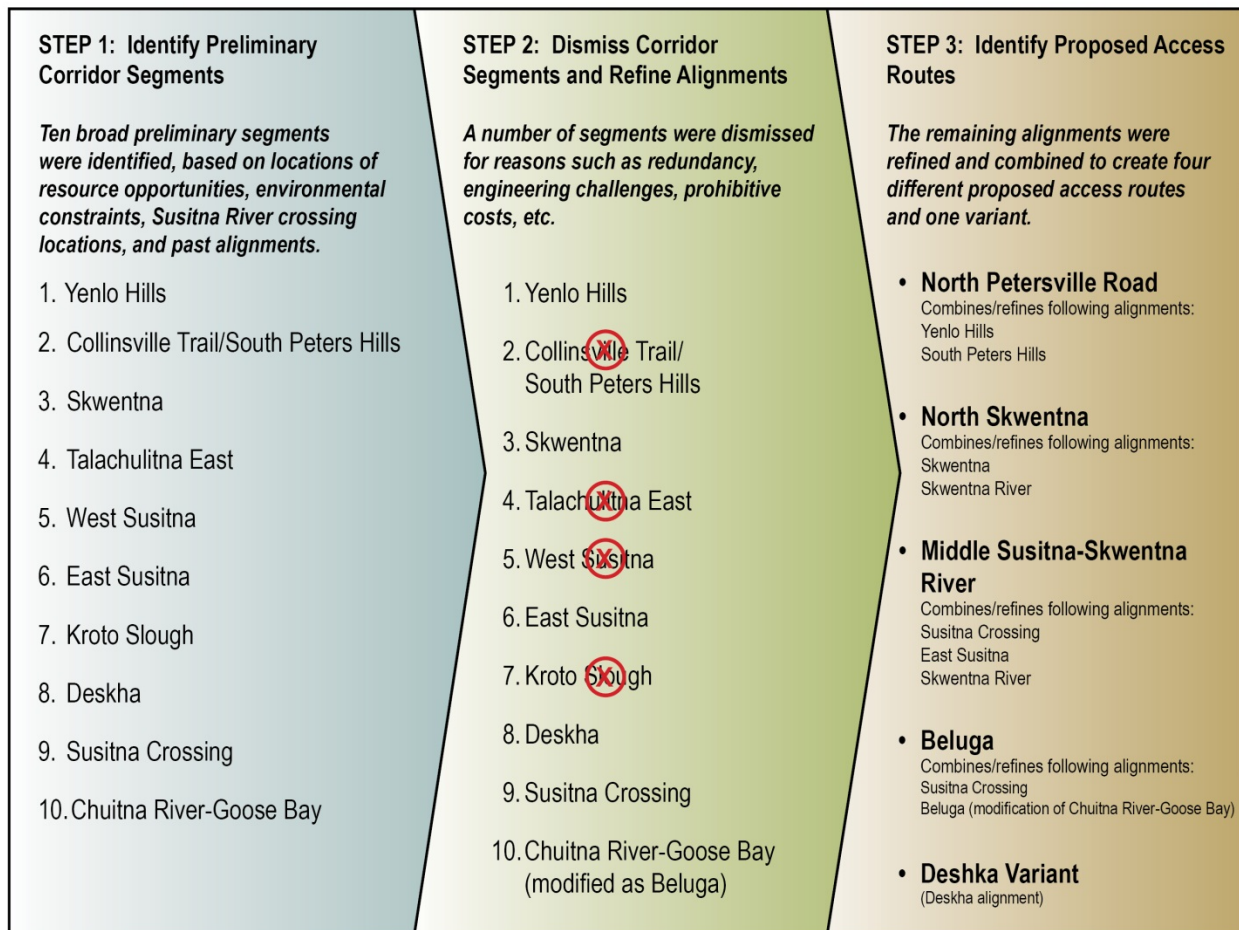 STEP 1:  Identify Preliminary
Corridor Segments
Ten broad preliminary segments
were identified, based on locations of
resource opportunities, environmental
constraints, Susitna River crossing
locations, and past alignments.
1. Yenlo Hills
2. Collinsville Trail/South Peters Hills
3. Skwentna
4. Talachulitna East
5. West Susitna
6. East Susitna
7. Kroto Slough
8. Deskha
9. Susitna Crossing
10. Chuitna River-Goose Bay
STEP 2:  Dismiss Corridor
Segments and Refine Alignments
A number of segments were dismissed
for reasons such as redundancy,
engineering challenges, prohibitive
costs, etc.
1. Yenlo Hills
2. Collinsville Trail/
South Peters Hills
X
3. Skwentna
4. Talachulitna East
X
5. West Susitna
X
6. East Susitna
7. Kroto Slough
X
8. Deskha
9. Susitna Crossing
10. Chuitna River-Goose Bay
(modified as Beluga)
STEP 3:  Identify Proposed Access
Routes
The remaining alignments were
refined and combined to create four
different proposed access routes
and one variant.
• North Petersville Road
Combines/refines following alignments:
Yenlo Hills
South Peters Hills
• North Skwentna
Combines/refines following alignments:
Skwentna
Skwentna River
• Middle Susitna-Skwentna
River
Combines/refines following alignments:
Susitna Crossing
East Susitna
Skwentna River
• Beluga
Combines/refines following alignments:
Susitna Crossing
Beluga (modification of Chuitna River-Goose Bay)
• Deshka Variant
(Deskha alignment)